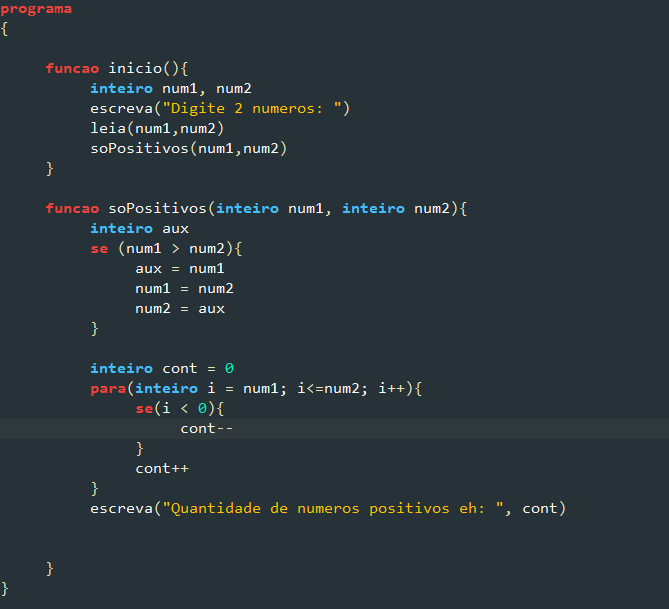 programa
{
funcao inicio(){
inteiro num1, num2
escreva("Digite 2 numeros: ")
leia(num1,num2)
soPositivos(num1,num2)
}
funcao soPositivos(inteiro num1, inteiro num2){
inteiro aux
se (num1 > num2){
aux = num1
num1 = num2
num2 = aux
}
inteiro cont = 0
para(inteiro i = num1; i<=num2; i++){
se(i < 0){
cont--
}
cont++
}
escreva("Quantidade de numeros positivos eh: ", cont)
}
}